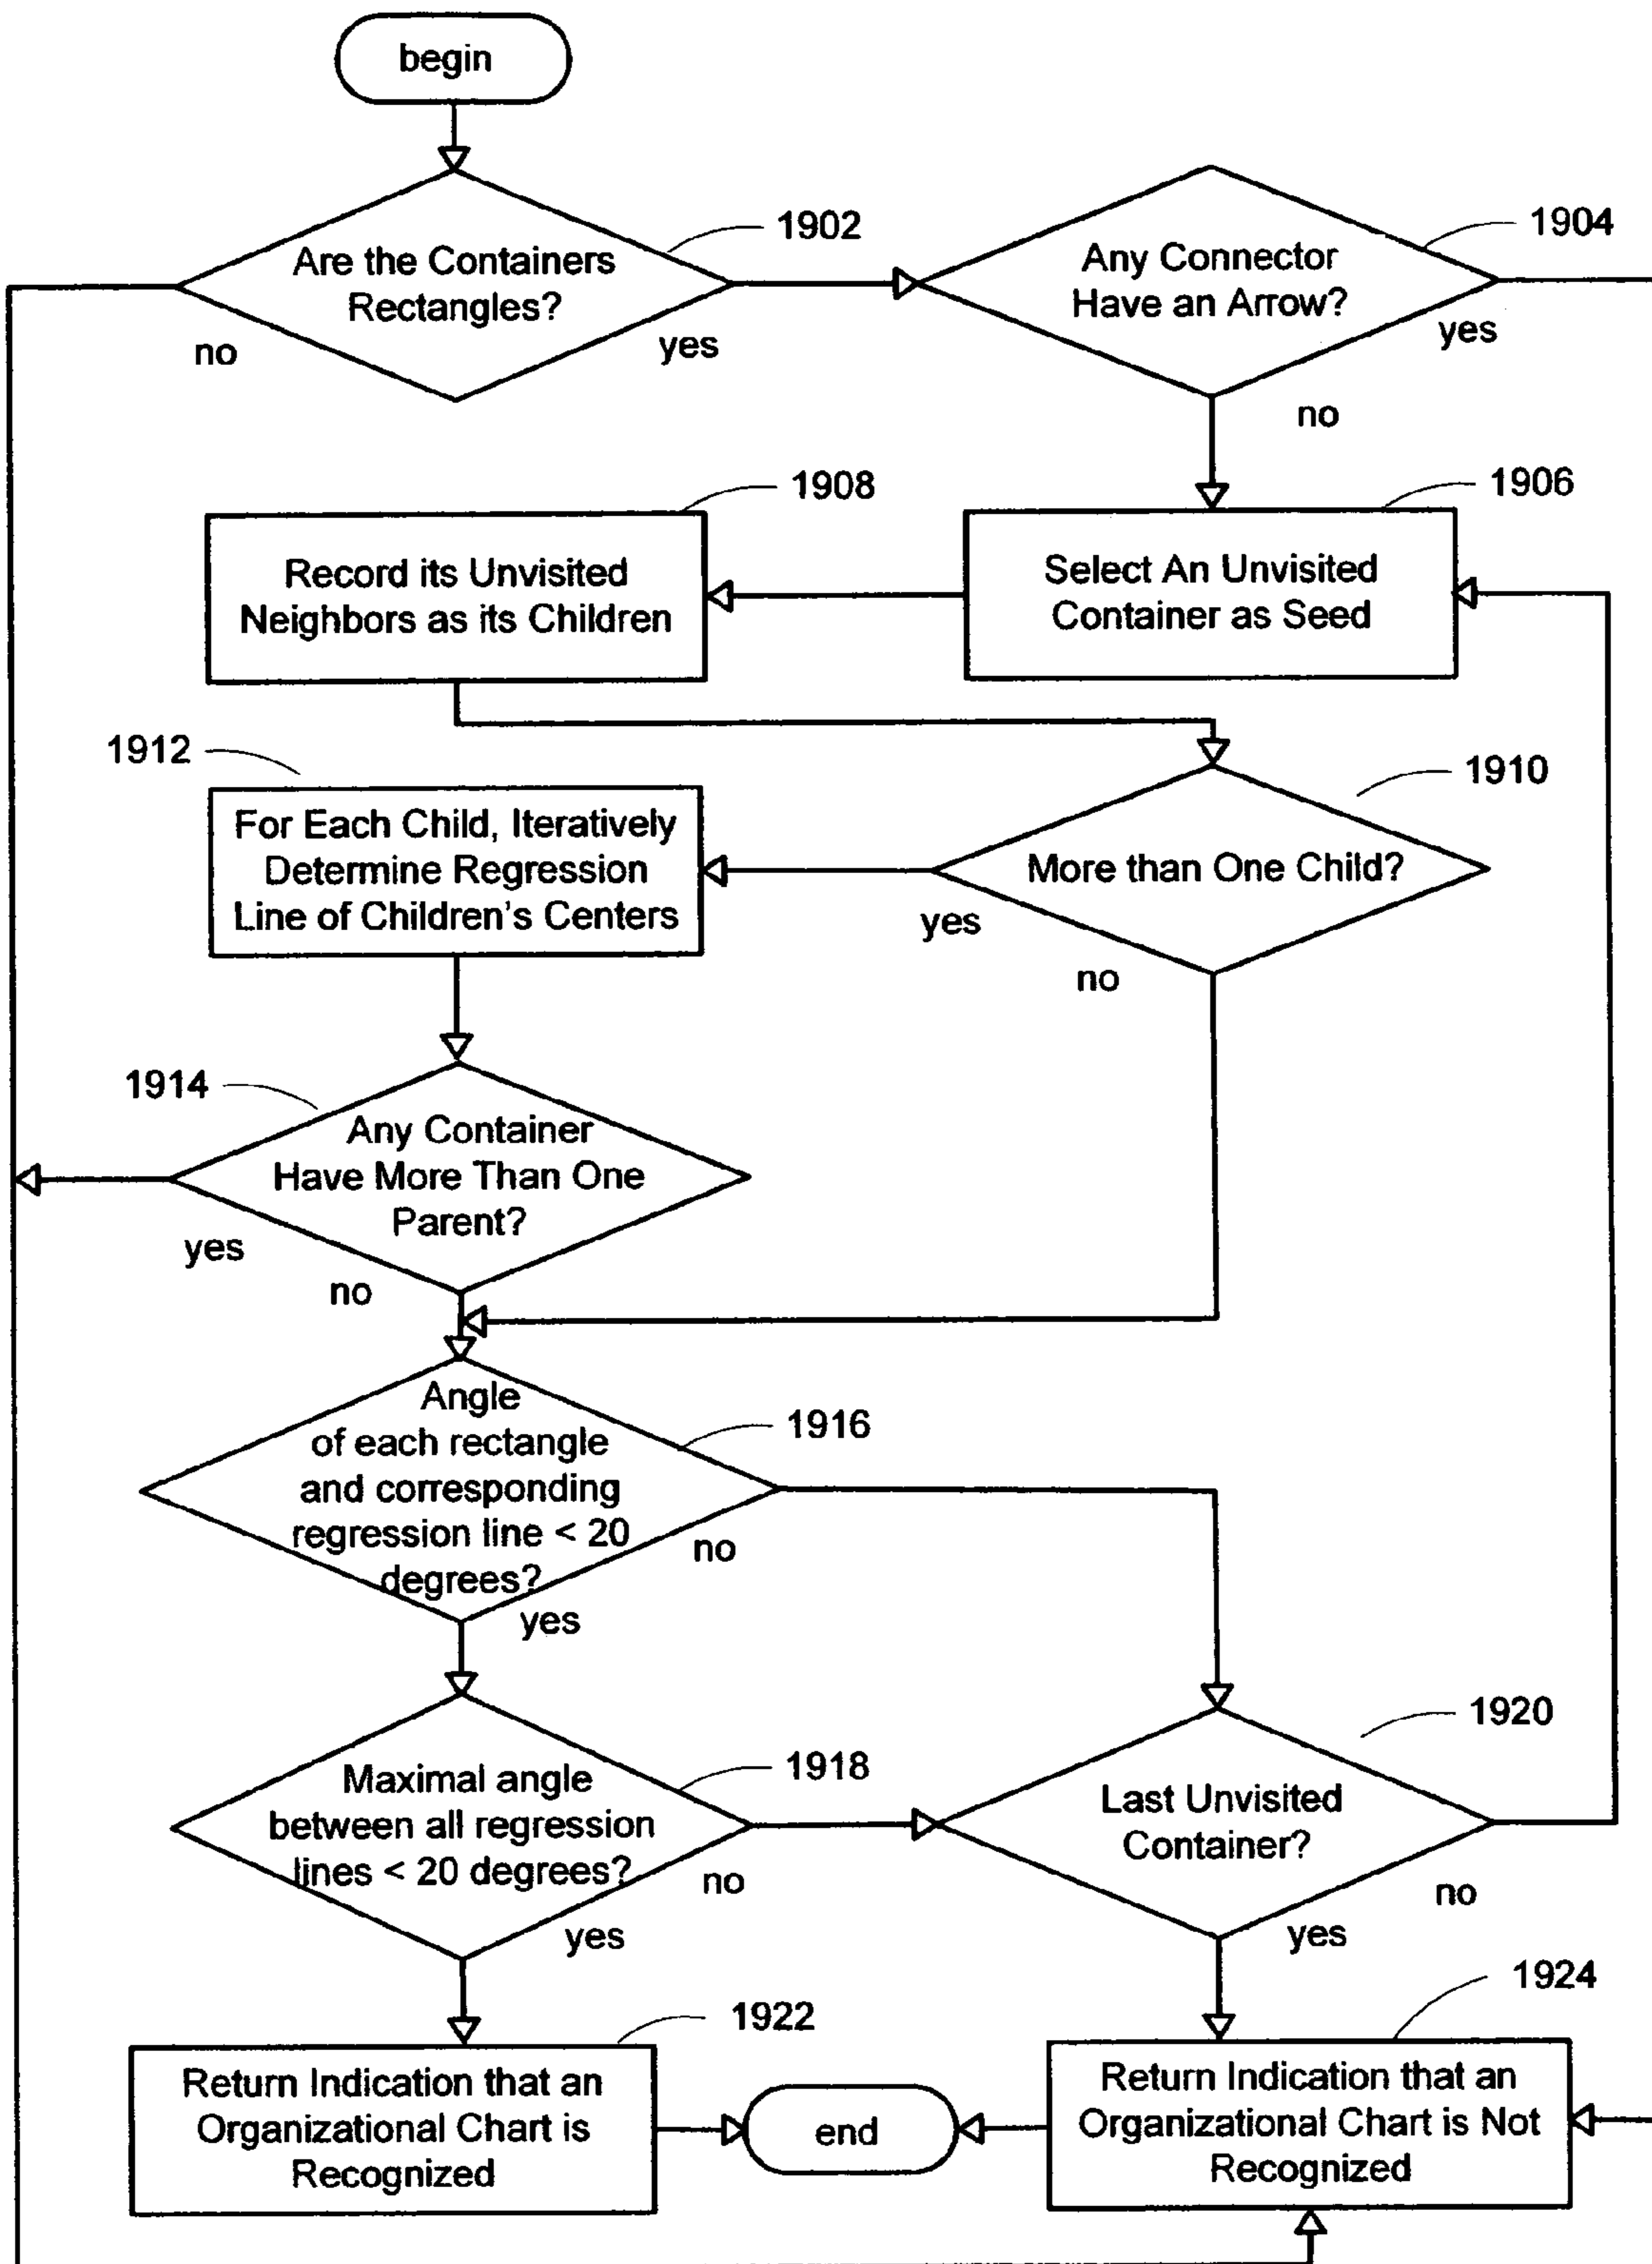 begin
1902
Are the Containers
Rectangles?
no
yes
1904
Any Connector
Have an Arrow?
yes
no
1908
Record its Unvisited
Neighbors as its Children
1906
Select An Unvisited
Container as Seed
1912
For Each Child, Iteratively
Determine Regression
Line of Children's Centers
1910
More than One Child?
yes
no
1914
Any Container
Have More Than One
Parent?
yes
no
1916
Angle
of each rectangle
and corresponding
regression line < 20
degrees?
no
yes
1918
Maximal angle
between all regression
lines < 20 degrees?
no
yes
1920
Last Unvisited
Container?
no
yes
1922
Return Indication that an
Organizational Chart is
Recognized
end
1924
Return Indication that an
Organizational Chart is Not
Recognized